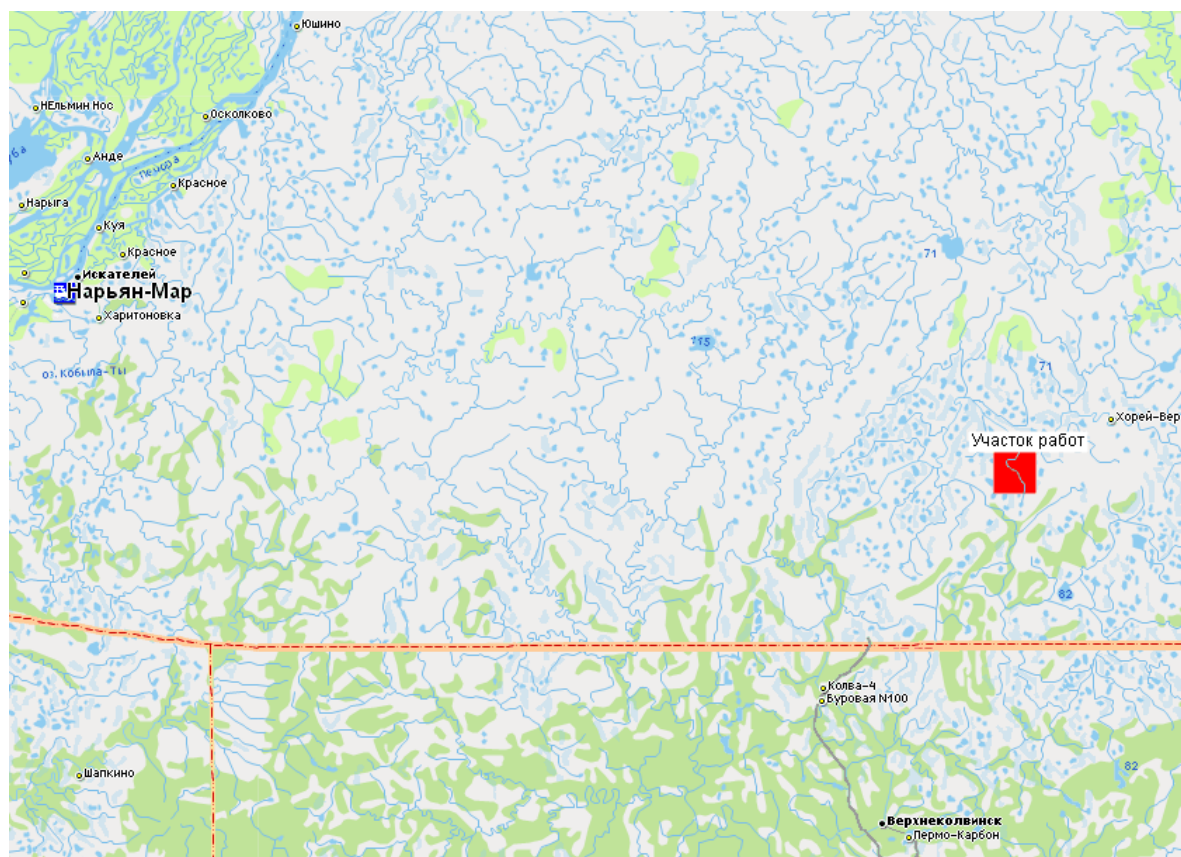 Юшино
НЕльмин Нос
Осколково
Анде
уба
Печора
Красное
Нарыга
Куя
Красное
71
Искателей
Нарьян-Мар
Харитоновка
115
71
оз. Кобыла-Ты
Хорей-Вер
Участок работ
82
Колва-4
Буровая N100
82
Шапкино
Верхнеколвинск
Пермо-Карбон